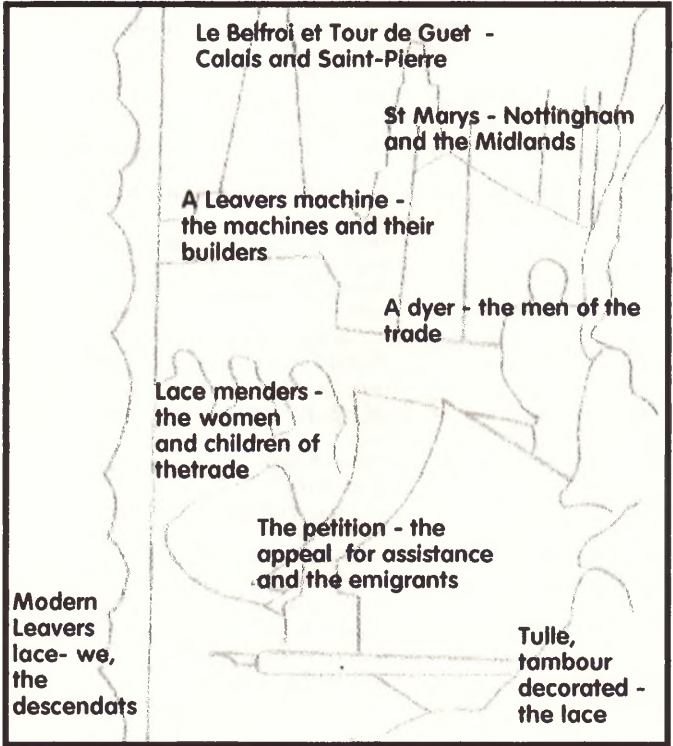 Le Belfroi et Tour de Guet -
Calais and Saint-Pierre
St Marys - Nottingham
and the Midlands
A Leavers machine -
the machines and their
builders
A dyer - the men of the
trade
Lace menders -
the women
and children of
thetrade
The petition - the
appeal for assistance
and the emigrants
Modern
Leavers
lace- we,
the
descendats
Tulle,
tambour
decorated -
the lace